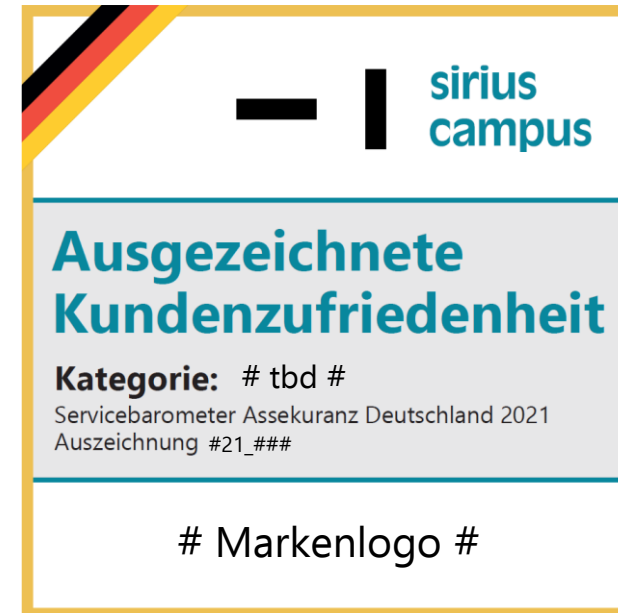 sirius
campus
Ausgezeichnete
Kundenzufriedenheit
Kategorie: # tbd #
Servicebarometer Assekuranz Deutschland 2021
Auszeichnung #21_###
# Markenlogo #